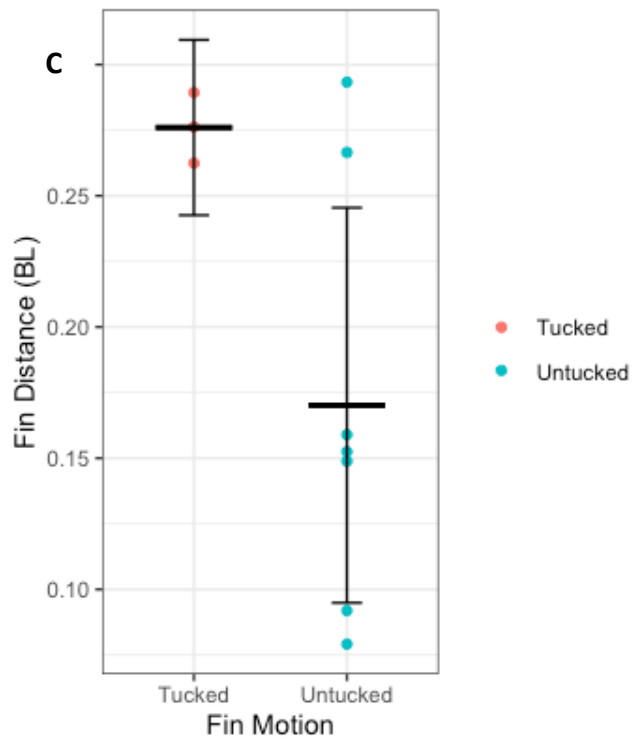 C
Fin Distance (BL)
0.25
0.20
0.15
0.10
Tucked
Untucked
Tucked Untucked
Fin Motion